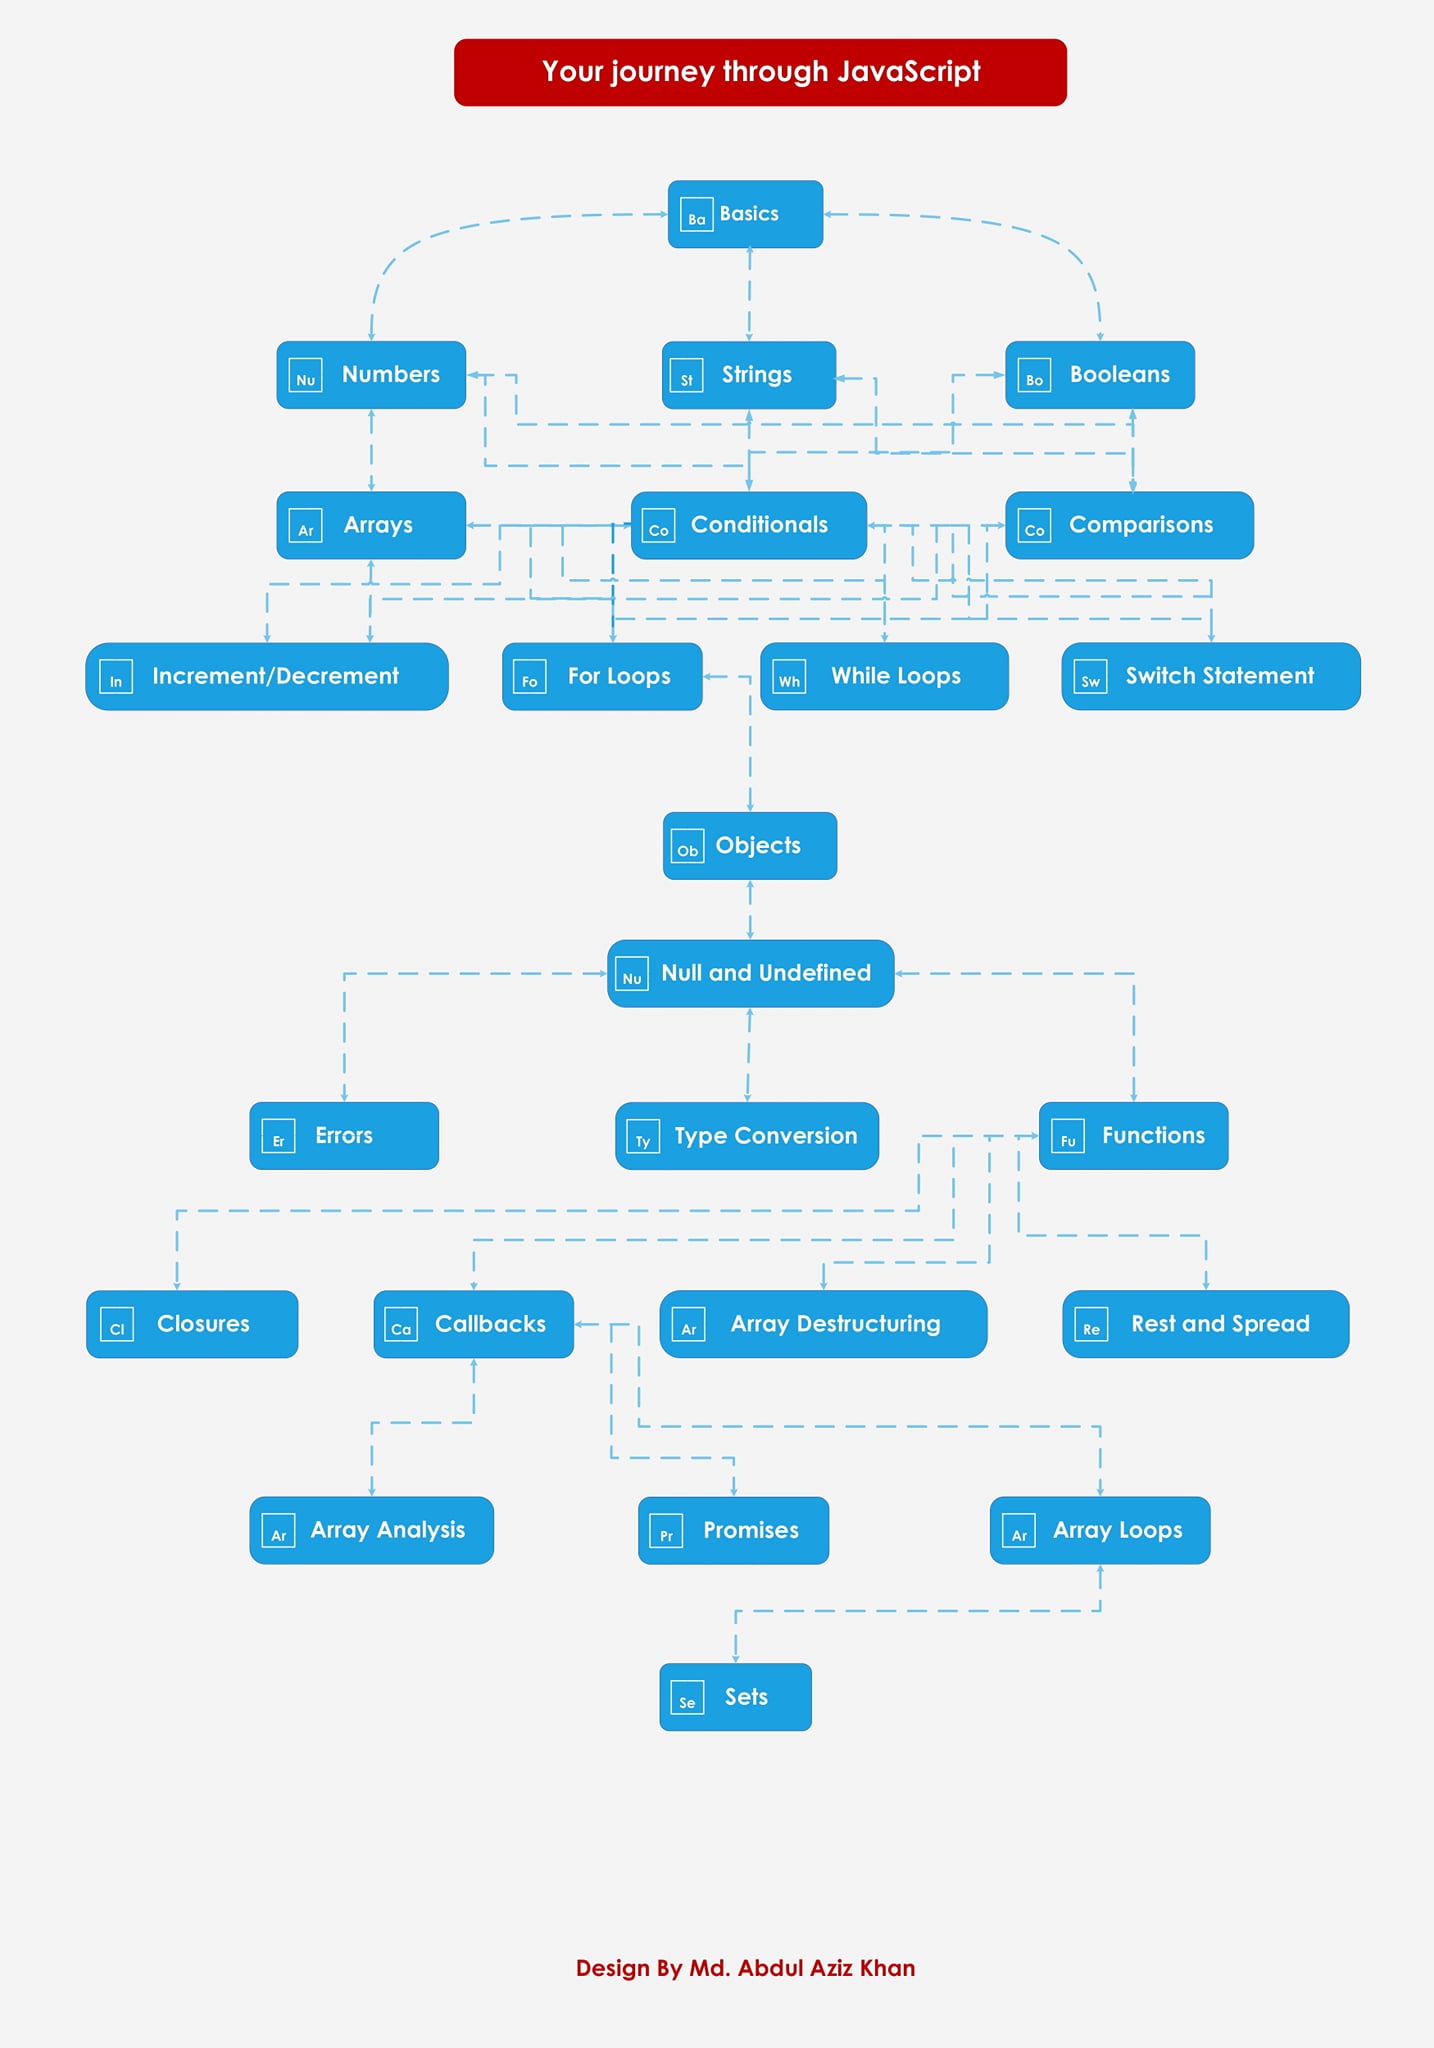 Your journey through JavaScript
Ba Basics
Nu Numbers
St Strings
Bo Booleans
Ar Arrays
Co Conditionals
Co Comparisons
In Increment/Decrement
Fo For Loops
Wh While Loops
Sw Switch Statement
Ob Objects
Nu Null and Undefined
Er Errors
Ty Type Conversion
Fu Functions
Cl Closures
Ca Callbacks
Ar Array Destructuring
Re Rest and Spread
Ar Array Analysis
Pr Promises
Ar Array Loops
Se Sets
Design By Md. Abdul Aziz Khan